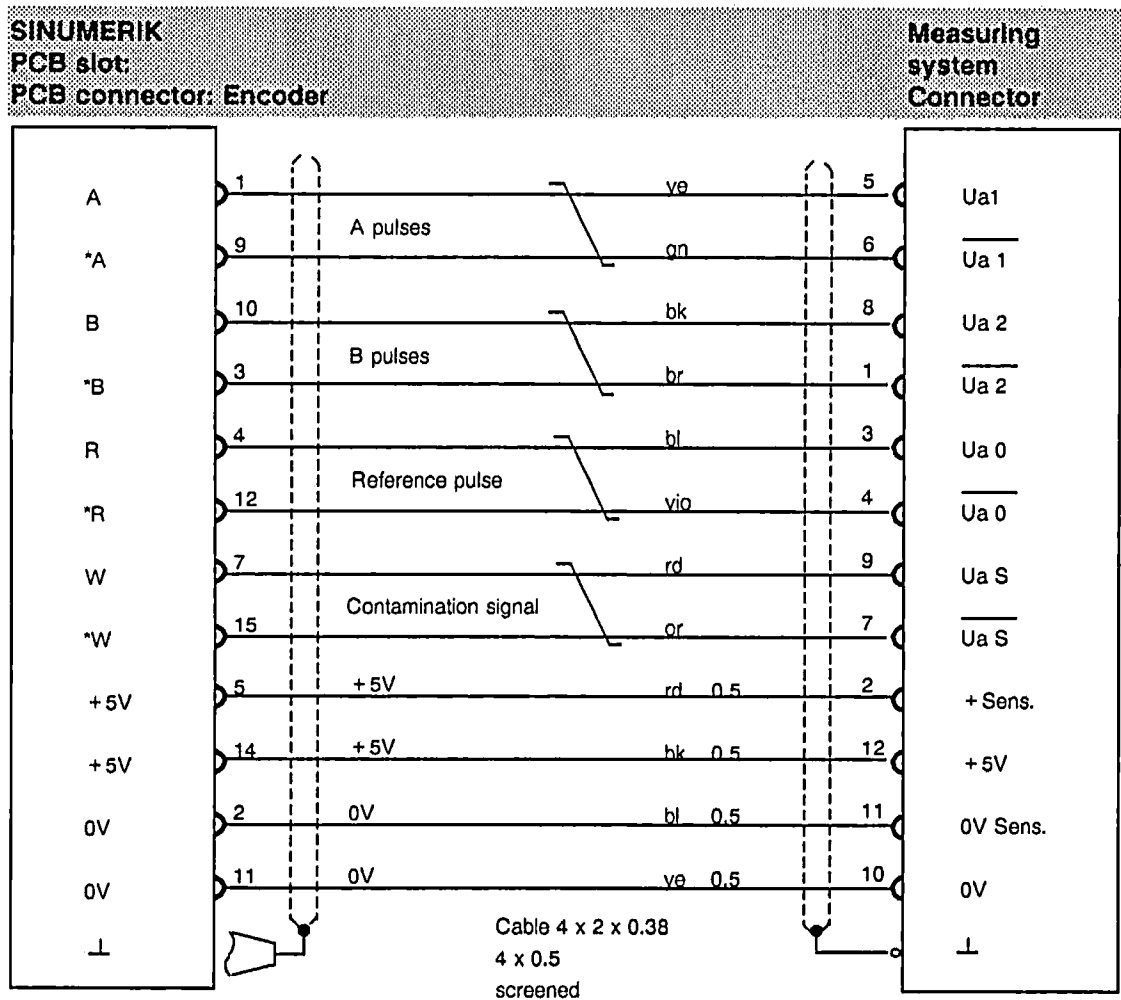 SINUMERIK
PCB slot:
PCB connector: Encoder
Measuring
system
Connector
A 1 ye 5 Ua1
A pulses
*A 9 gn 6 Ua 1
B 10 bk 8 Ua 2
B pulses
*B 3 br 1 Ua 2
R 4 bl 3 Ua 0
Reference pulse
*R 12 vio 4 Ua 0
W 7 rd 9 Ua S
Contamination signal
*W 15 or 7 Ua S
+5V 5 +5V rd 0.5 2 +Sens.
+5V 14 +5V bk 0.5 12 +5V
0V 2 0V bl 0.5 11 0V Sens.
0V 11 0V ye 0.5 10 0V
Cable 4 x 2 x 0.38
4 x 0.5
screened